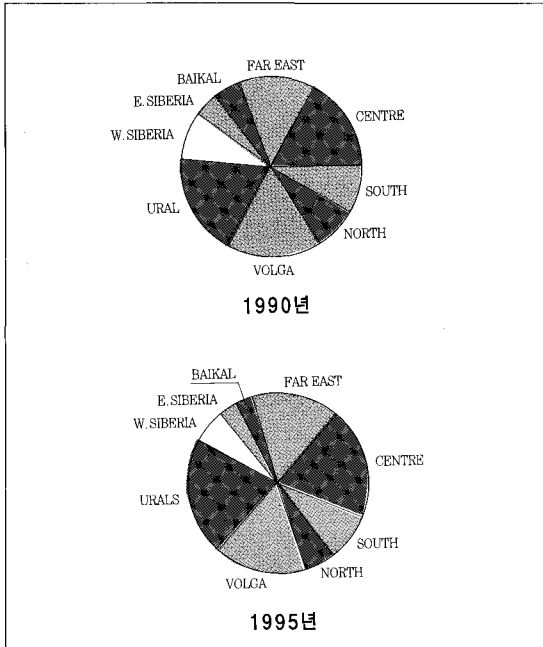 FAR EAST
BAIKAL
E. SIBERIA
CENTRE
W. SIBERIA
SOUTH
URAL
NORTH
VOLGA
1990년
BAIKAL
FAR EAST
E. SIBERIA
W. SIBERIA
CENTRE
URALS
SOUTH
NORTH
VOLGA
1995년